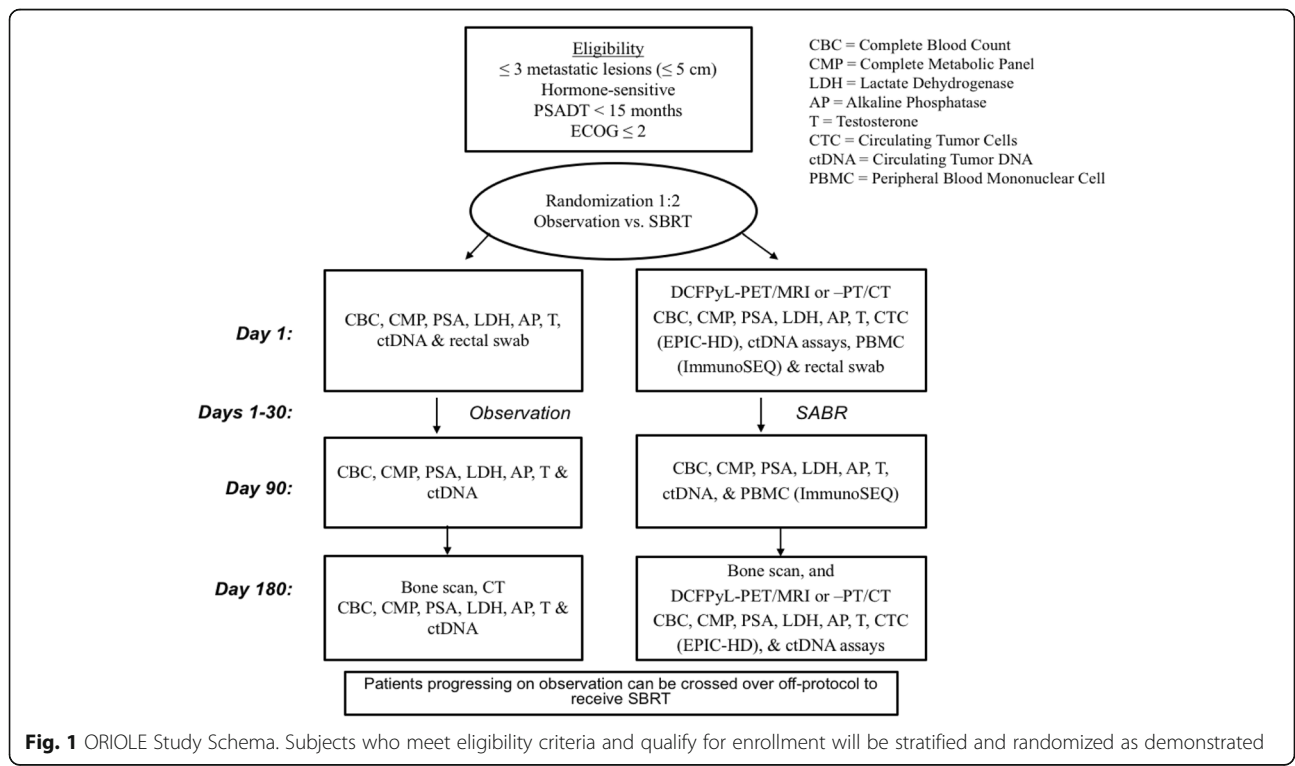 Eligibility
≤ 3 metastatic lesions (≤ 5 cm)
Hormone-sensitive
PSADT < 15 months
ECOG ≤ 2
CBC = Complete Blood Count
CMP = Complete Metabolic Panel
LDH = Lactate Dehydrogenase
AP = Alkaline Phosphatase
T = Testosterone
CTC = Circulating Tumor Cells
ctDNA = Circulating Tumor DNA
PBMC = Peripheral Blood Mononuclear Cell
Randomization 1:2
Observation vs. SBRT
Day 1:
CBC, CMP, PSA, LDH, AP, T,
ctDNA & rectal swab
DCFPyL-PET/MRI or –PT/CT
CBC, CMP, PSA, LDH, AP, T, CTC
(EPIC-HD), ctDNA assays, PBMC
(ImmunoSEQ) & rectal swab
Days 1-30:
Observation
SABR
Day 90:
CBC, CMP, PSA, LDH, AP, T &
ctDNA
CBC, CMP, PSA, LDH, AP, T,
ctDNA, & PBMC (ImmunoSEQ)
Day 180:
Bone scan, CT
CBC, CMP, PSA, LDH, AP, T &
ctDNA
Bone scan, and
DCFPyL-PET/MRI or –PT/CT
CBC, CMP, PSA, LDH, AP, T, CTC
(EPIC-HD), & ctDNA assays
Patients progressing on observation can be crossed over off-protocol to
receive SBRT
Fig. 1 ORIOLE Study Schema. Subjects who meet eligibility criteria and qualify for enrollment will be stratified and randomized as demonstrated